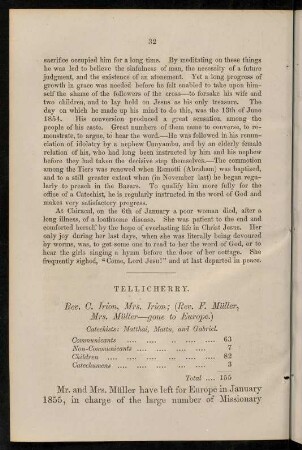 32
sacrifice occupied him for a long time. By meditating on these things
he was led to believe the sinfulness of man, the necessity of a future
judgment, and the existence of an atonement. Yet a long progress of
growth in grace was needed before he felt enabled to take upon him-
self the shame of the followers of the cross—to forsake his wife and
two children, and to lay hold on Jesus as his only treasure. The
day on which he made up his mind to do this, was the 13th of June
1854. His conversion produced a great sensation among the
people of his caste. Great numbers of them came to converse, to re-
monstrate, to argue, to hear the word.—He was followed in his renun-
ciation of idolatry by a nephew Gunyandre, and by an elderly female
relation of his, who had long been instructed by him and his nephew
before they had taken the decisive step themselves.—The commotion
among the Tiers was renewed when Ramotti (Abraham) was baptised,
and to a still greater extent when (in November last) he began regu-
larly to preach in the Bazars. To qualify him more fully for the
office of a Catechist, he is regularly instructed in the word of God and
makes very satisfactory progress.
At Chiracal, on the 6th of January a poor woman died, after a
long illness, of a loathsome disease. She was patient to the end and
comforted herself by the hope of everlasting life in Christ Jesus. Her
only joy during her last days, when she was literally being devoured
by worms, was, to get some one to read to her the word of God, or to
hear the girls singing a hymn before the door of her cottage. She
frequently sighed, "Come, Lord Jesu!" and at last departed in peace.
TELLICHERRY.
Rev. C. Irion, Mrs. Irion; (Rev. F. Müller,
Mrs. Müller—gone to Europe.)
Catechists: Matthai, Matu, and Gabriel.
Communicants .... .... .... .... 63
Non-Communicants .... .... .... .... 7
Children .... .... .... .... 82
Catechumens .... .... .... .... 3
Total .... 155
Mr. and Mrs. Müller have left for Europe in January
1855, in charge of the large number of Missionary